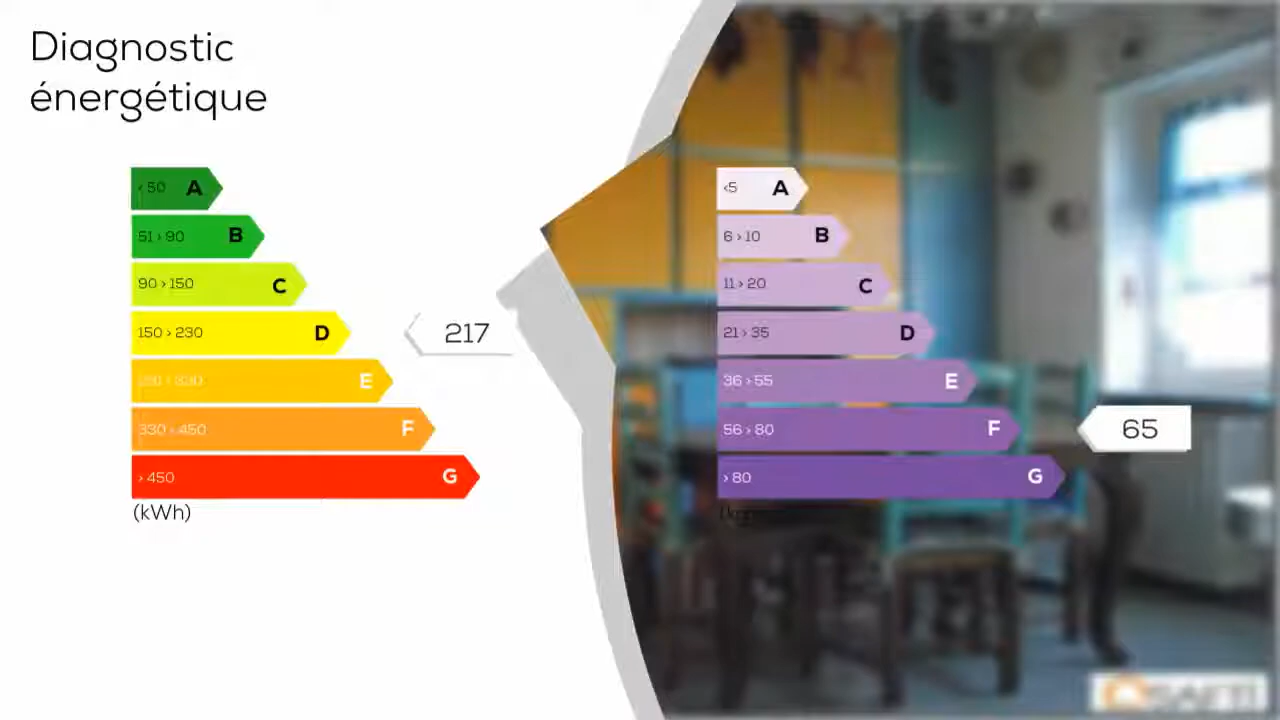 Diagnostic
énergétique
< 50 A
51 > 90 B
90 > 150 C
150 > 230 D
217
E
330 > 450 F
> 450 G
(kWh)
<5 A
6 > 10 B
11 > 20 C
21 > 35 D
36 > 55 E
56 > 80 F
65
> 80 G